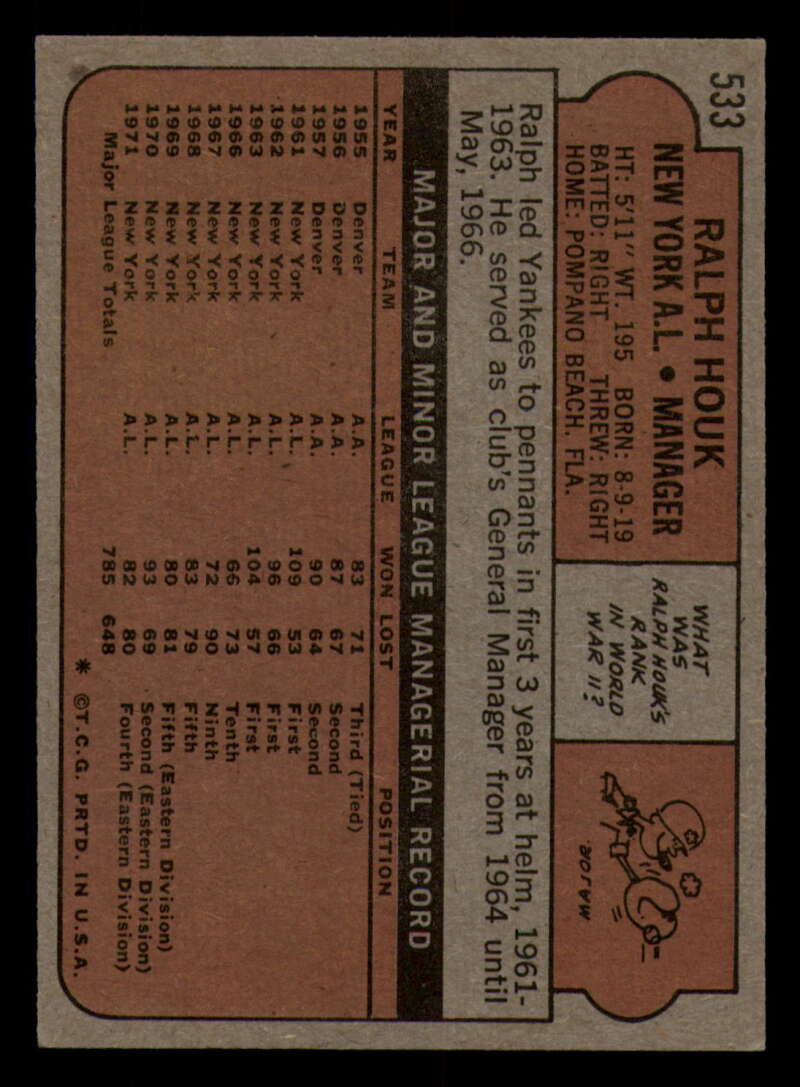 533
RALPH HOUK
NEW YORK A.L. • MANAGER
HT: 5'11" WT. 195 BORN: 8-9-19
BATTED: RIGHT THREW: RIGHT
HOME: POMPANO BEACH, FLA.
WHAT
WAS
RALPH HOUK'S
RANK
IN WORLD
WAR II?
MAJOR
Ralph led Yankees to pennants in first 3 years at helm, 1961-
1963. He served as club's General Manager from 1964 until
May, 1966.
MAJOR AND MINOR LEAGUE MANAGERIAL RECORD
YEAR TEAM LEAGUE WON LOST POSITION
1955 Denver A.A. 83 71 Third (Tied)
1956 Denver A.A. 87 67 Second
1957 Denver A.A. 90 64 Second
1961 New York A.L. 109 53 First
1962 New York A.L. 96 66 First
1963 New York A.L. 104 57 First
1966 New York A.L. 66 73 Tenth
1967 New York A.L. 72 90 Ninth
1968 New York A.L. 83 79 Fifth
1969 New York A.L. 80 81 Fifth (Eastern Division)
1970 New York A.L. 93 69 Second (Eastern Division)
1971 New York A.L. 82 80 Fourth (Eastern Division)
Major League Totals 785 648
* ©T.C.G. PRTD. IN U.S.A.